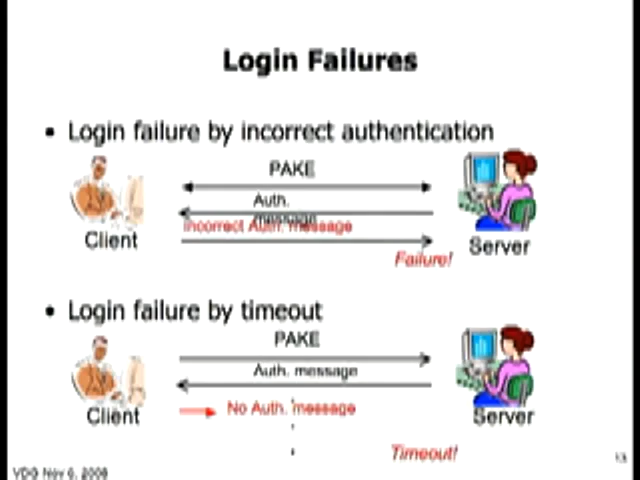 Login Failures
• Login failure by incorrect authentication
PAKE
Auth.
message
Incorrect Auth. message
Client
Server
Failure!
• Login failure by timeout
PAKE
Auth. message
No Auth. message
Client
Server
Timeout!
13
VDG Nov 6, 2008